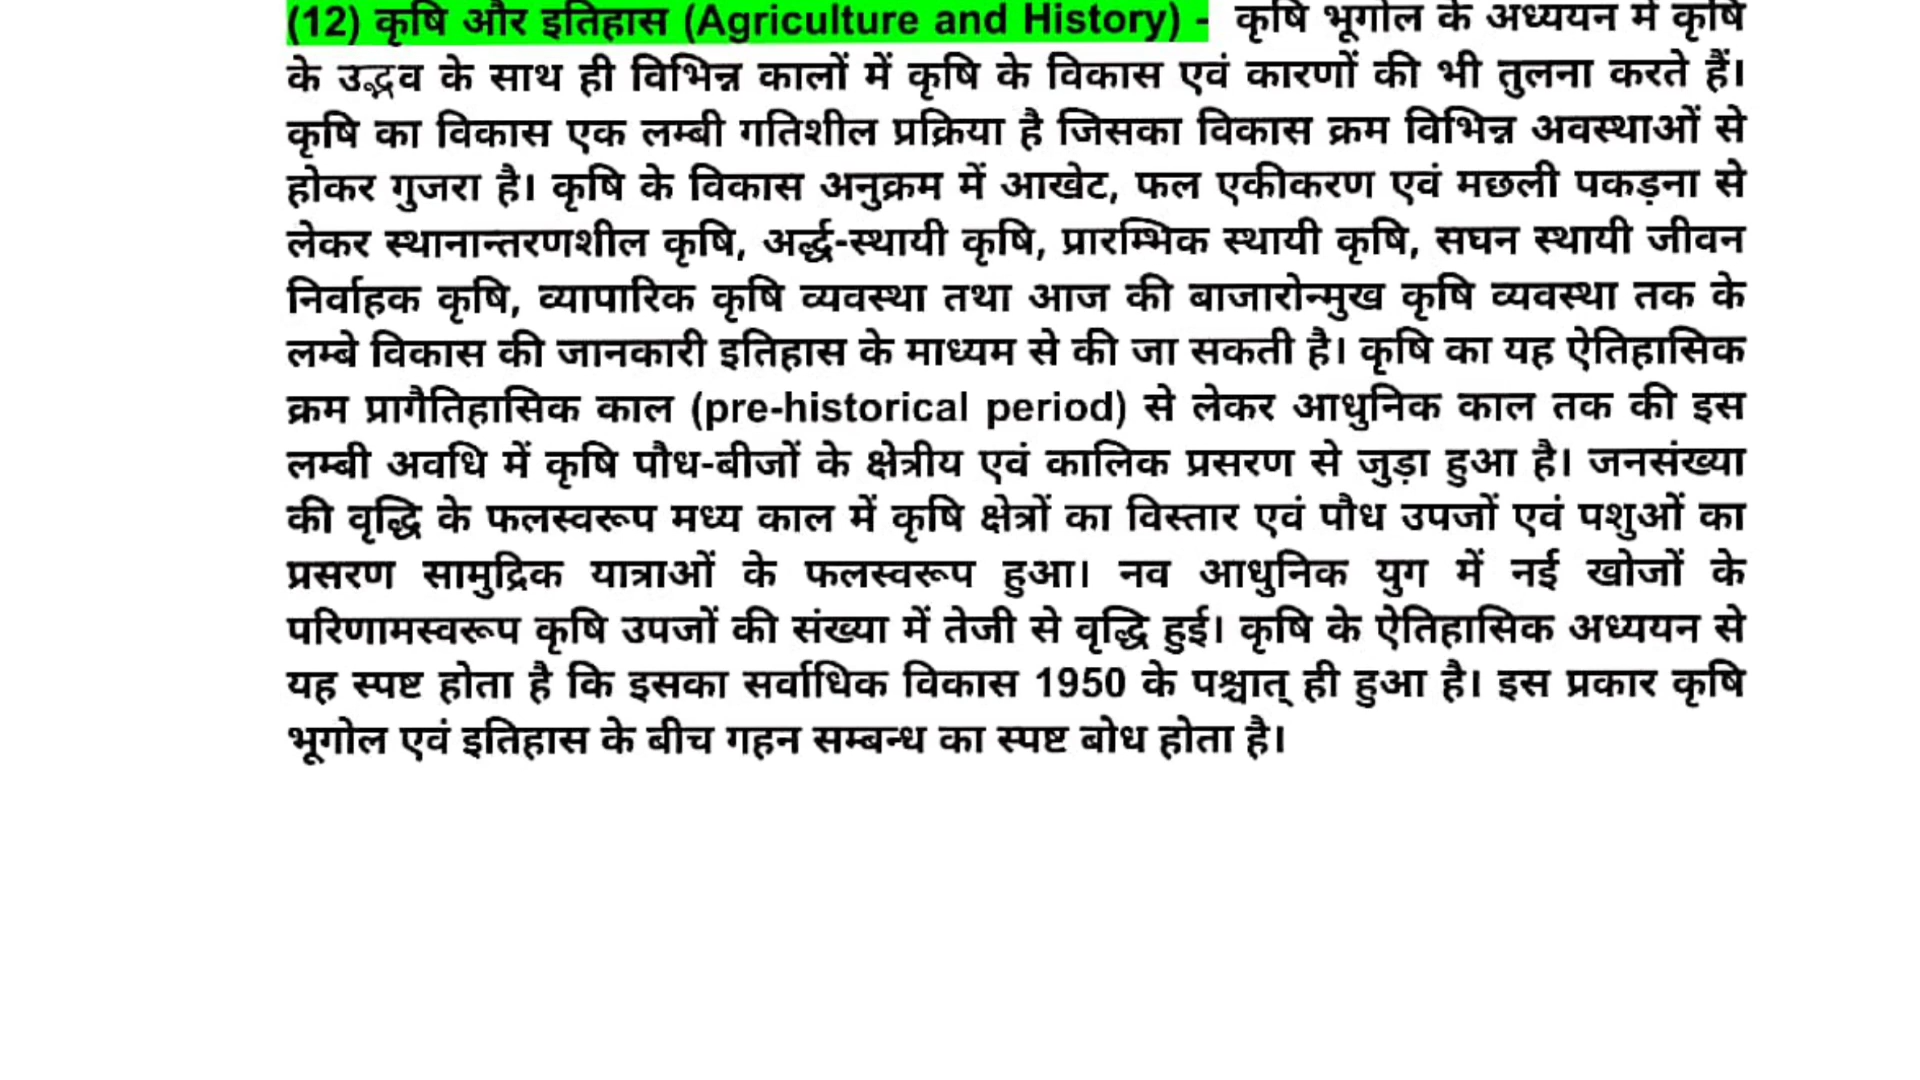 (12) कृषि और इतिहास (Agriculture and History) - कृषि भूगोल के अध्ययन में कृषि
के उद्भव के साथ ही विभिन्न कालों में कृषि के विकास एवं कारणों की भी तुलना करते हैं।
कृषि का विकास एक लम्बी गतिशील प्रक्रिया है जिसका विकास क्रम विभिन्न अवस्थाओं से
होकर गुजरा है। कृषि के विकास अनुक्रम में आखेट, फल एकीकरण एवं मछली पकड़ना से
लेकर स्थानान्तरणशील कृषि, अर्द्ध-स्थायी कृषि, प्रारम्भिक स्थायी कृषि, सघन स्थायी जीवन
निर्वाहक कृषि, व्यापारिक कृषि व्यवस्था तथा आज की बाजारोन्मुख कृषि व्यवस्था तक के
लम्बे विकास की जानकारी इतिहास के माध्यम से की जा सकती है। कृषि का यह ऐतिहासिक
क्रम प्रागैतिहासिक काल (pre-historical period) से लेकर आधुनिक काल तक की इस
लम्बी अवधि में कृषि पौध-बीजों के क्षेत्रीय एवं कालिक प्रसरण से जुड़ा हुआ है। जनसंख्या
की वृद्धि के फलस्वरूप मध्य काल में कृषि क्षेत्रों का विस्तार एवं पौध उपजों एवं पशुओं का
प्रसरण सामुद्रिक यात्राओं के फलस्वरूप हुआ। नव आधुनिक युग में नई खोजों के
परिणामस्वरूप कृषि उपजों की संख्या में तेजी से वृद्धि हुई। कृषि के ऐतिहासिक अध्ययन से
यह स्पष्ट होता है कि इसका सर्वाधिक विकास 1950 के पश्चात् ही हुआ है। इस प्रकार कृषि
भूगोल एवं इतिहास के बीच गहन सम्बन्ध का स्पष्ट बोध होता है।